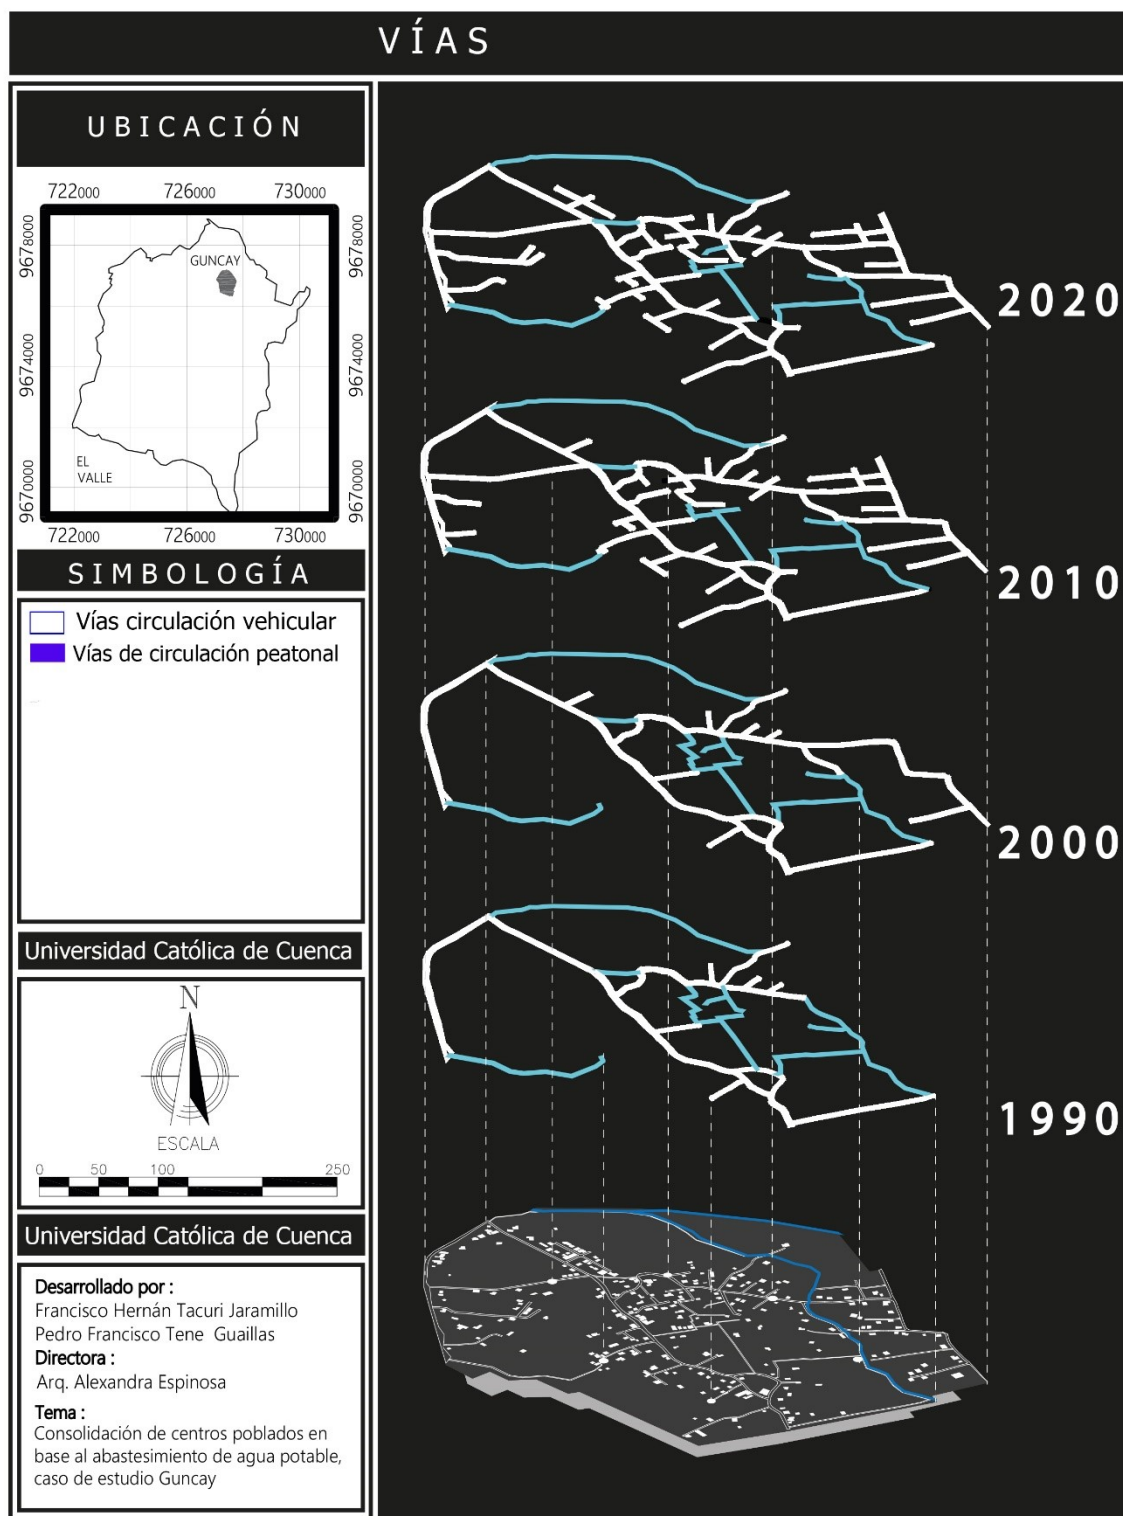 VÍAS
UBICACIÓN
722000 726000 730000
9678000 9678000
GUNCAY
9674000 9674000
EL
VALLE
9670000 9670000
722000 726000 730000
SIMBOLOGÍA
Vías circulación vehicular
Vías de circulación peatonal
Universidad Católica de Cuenca
N
ESCALA
0 50 100 250
Universidad Católica de Cuenca
Desarrollado por :
Francisco Hernán Tacuri Jaramillo
Pedro Francisco Tene Guaillas
Directora :
Arq. Alexandra Espinosa
Tema :
Consolidación de centros poblados en
base al abastesimiento de agua potable,
caso de estudio Guncay
2020
2010
2000
1990